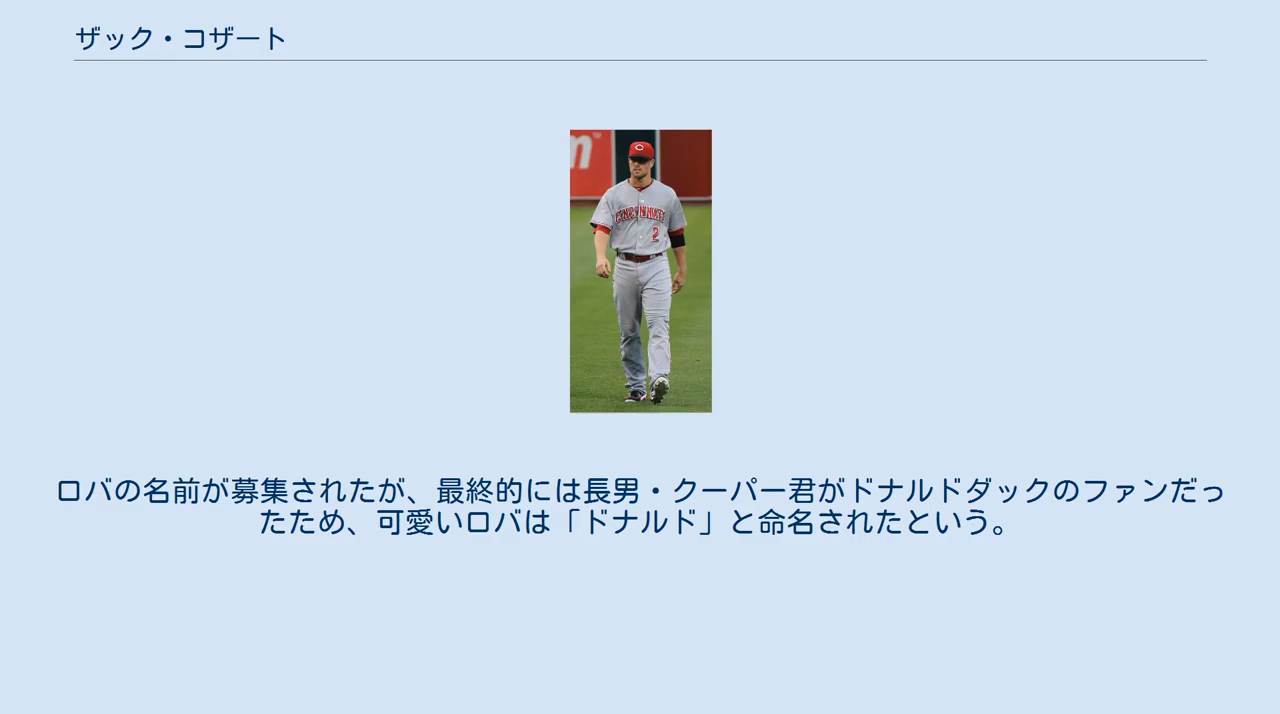 ザック・コザート
m™
C
CINCINNATI
2
ロバの名前が募集されたが、最終的には長男・クーパー君がドナルドダックのファンだっ
たため、可愛いロバは「ドナルド」と命名されたという。